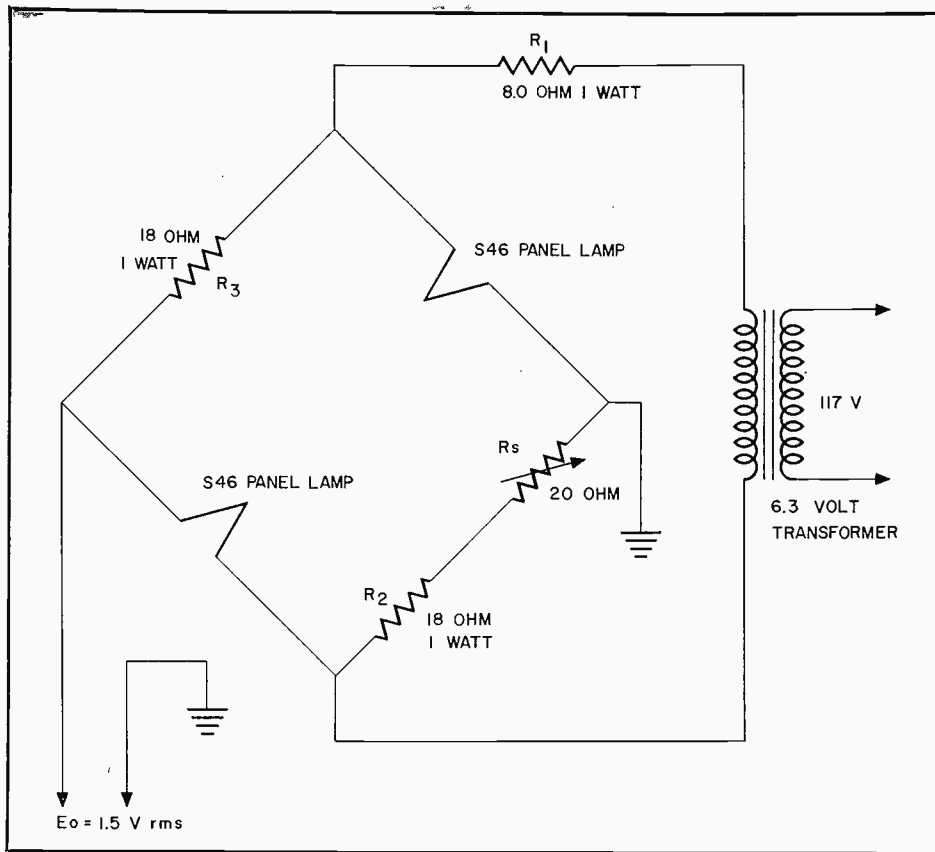 R1
8.0 OHM 1 WATT
18 OHM
1 WATT
R3
S46 PANEL LAMP
Rs
20 OHM
117 V
S46 PANEL LAMP
6.3 VOLT
TRANSFORMER
R2
18 OHM
1 WATT
Eo = 1.5 V rms